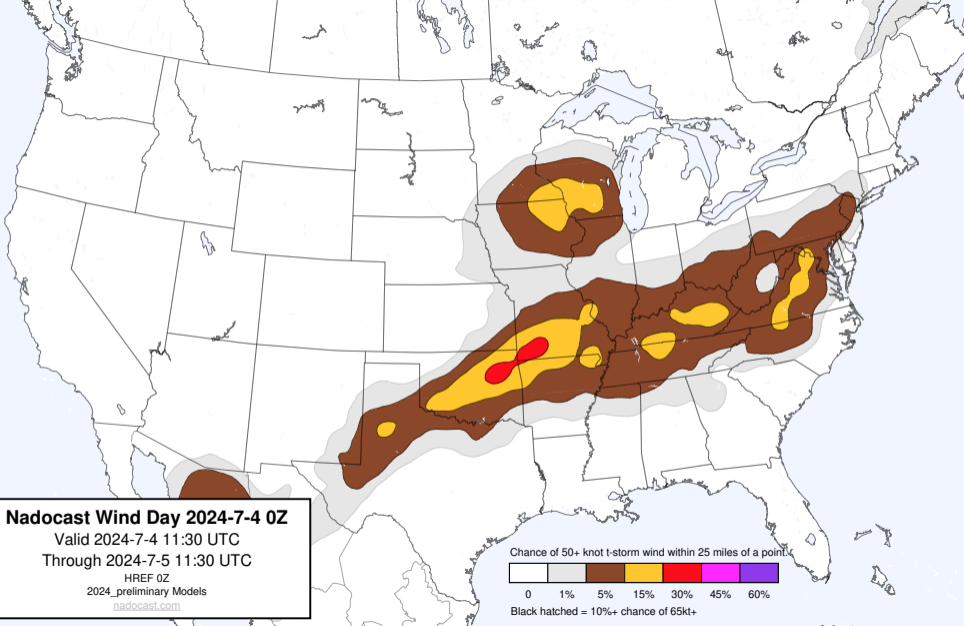 Nadocast Wind Day 2024-7-4 0Z
Valid 2024-7-4 11:30 UTC
Through 2024-7-5 11:30 UTC
HREF 0Z
2024_preliminary Models
nadocast.com
Chance of 50+ knot t-storm wind within 25 miles of a point.
0 1% 5% 15% 30% 45% 60%
Black hatched = 10%+ chance of 65kt+